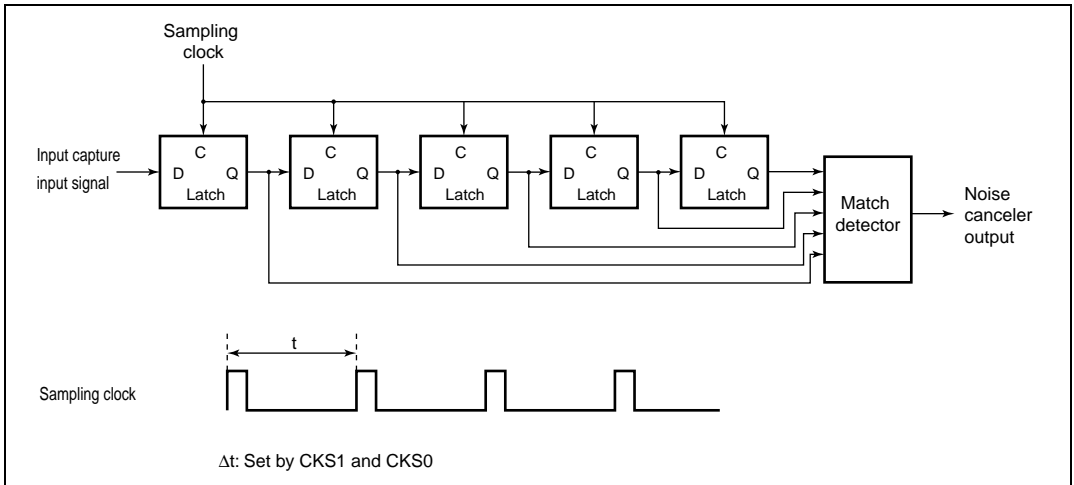 Sampling
clock
Input capture
input signal
C
D Q
Latch
C
D Q
Latch
C
D Q
Latch
C
D Q
Latch
C
D Q
Latch
Match
detector
Noise
canceler
output
t
Sampling clock
Δt: Set by CKS1 and CKS0